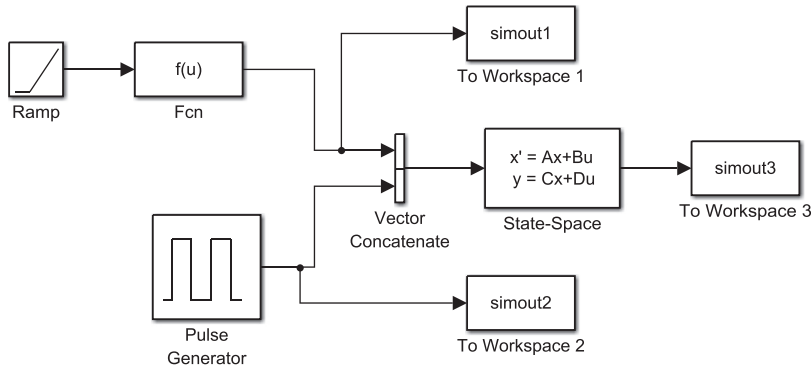 simout1
To Workspace 1
f(u)
Ramp
Fcn
x' = Ax+Bu
y = Cx+Du
simout3
Vector
Concatenate
State-Space
To Workspace 3
simout2
Pulse
Generator
To Workspace 2